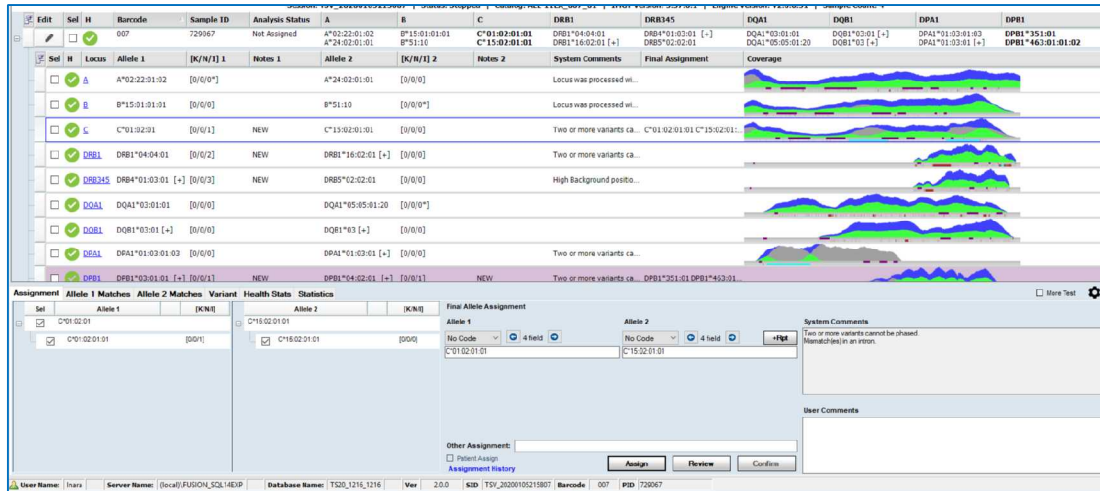 Edit Sel H Barcode Sample ID Analysis Status A B C DRB1 DRB345 DQA1 DQB1 DPA1 DPB1
007 729067 Not Assigned A*02:22:01:02 B*15:01:01:01 C*01:02:01:01 DRB1*04:04:01 DRB4*01:03:01 [+] DQA1*03:01:01 DQB1*03:01 [+] DPA1*01:03:01:03 DPB1*351:01
A*24:02:01:01 B*51:10 C*15:02:01:01 DRB1*16:02:01 [+] DRB5*02:02:01 DQA1*05:05:01:20 DQB1*03 [+] DPA1*01:03:01 [+] DPB1*463:01:01:02
Sel H Locus Allele 1 [K/N/I] 1 Notes 1 Allele 2 [K/N/I] 2 Notes 2 System Comments Final Assignment Coverage
A A*02:22:01:02 [0/0/0*] A*24:02:01:01 [0/0/0] Locus was processed wi...
B B*15:01:01:01 [0/0/0] B*51:10 [0/0/0*] Locus was processed wi...
C C*01:02:01 [0/0/1] NEW C*15:02:01:01 [0/0/0] Two or more variants ca... C*01:02:01:01 C*15:02:01:...
DRB1 DRB1*04:04:01 [0/0/2] NEW DRB1*16:02:01 [+] [0/0/0] Two or more variants ca...
DRB345 DRB4*01:03:01 [+] [0/0/3] NEW DRB5*02:02:01 [0/0/0] High Background positio...
DQA1 DQA1*03:01:01 [0/0/0] DQA1*05:05:01:20 [0/0/0*]
DQB1 DQB1*03:01 [+] [0/0/0] DQB1*03 [+] [0/0/0]
DPA1 DPA1*01:03:01:03 [0/0/0] DPA1*01:03:01 [+] [0/0/0] Two or more variants ca...
DPB1 DPB1*03:01:01 [+] [0/0/1] NEW DPB1*04:02:01 [+] [0/0/1] NEW Two or more variants ca... DPB1*351:01 DPB1*463:01...
Assignment Allele 1 Matches Allele 2 Matches Variant Health Stats Statistics More Test
Sel Allele 1 [K/N/I] Allele 2 [K/N/I] Final Allele Assignment
C*01:02:01 C*15:02:01:01 Allele 1 Allele 2 System Comments
C*01:02:01:01 [0/0/1] C*15:02:01:01 [0/0/0] No Code 4 field No Code 4 field +Rpt Two or more variants cannot be phased.
C*01:02:01:01 C*15:02:01:01 Mismatch(es) in an intron.
User Comments
Other Assignment:
Patient Assign
Assignment History Assign Review Confirm
User Name: Inara Server Name: (local)\FUSION_SQL14EXP Database Name: TS20_1216_1216 Ver 2.0.0 SID TSV_20200105215807 Barcode 007 PID 729067